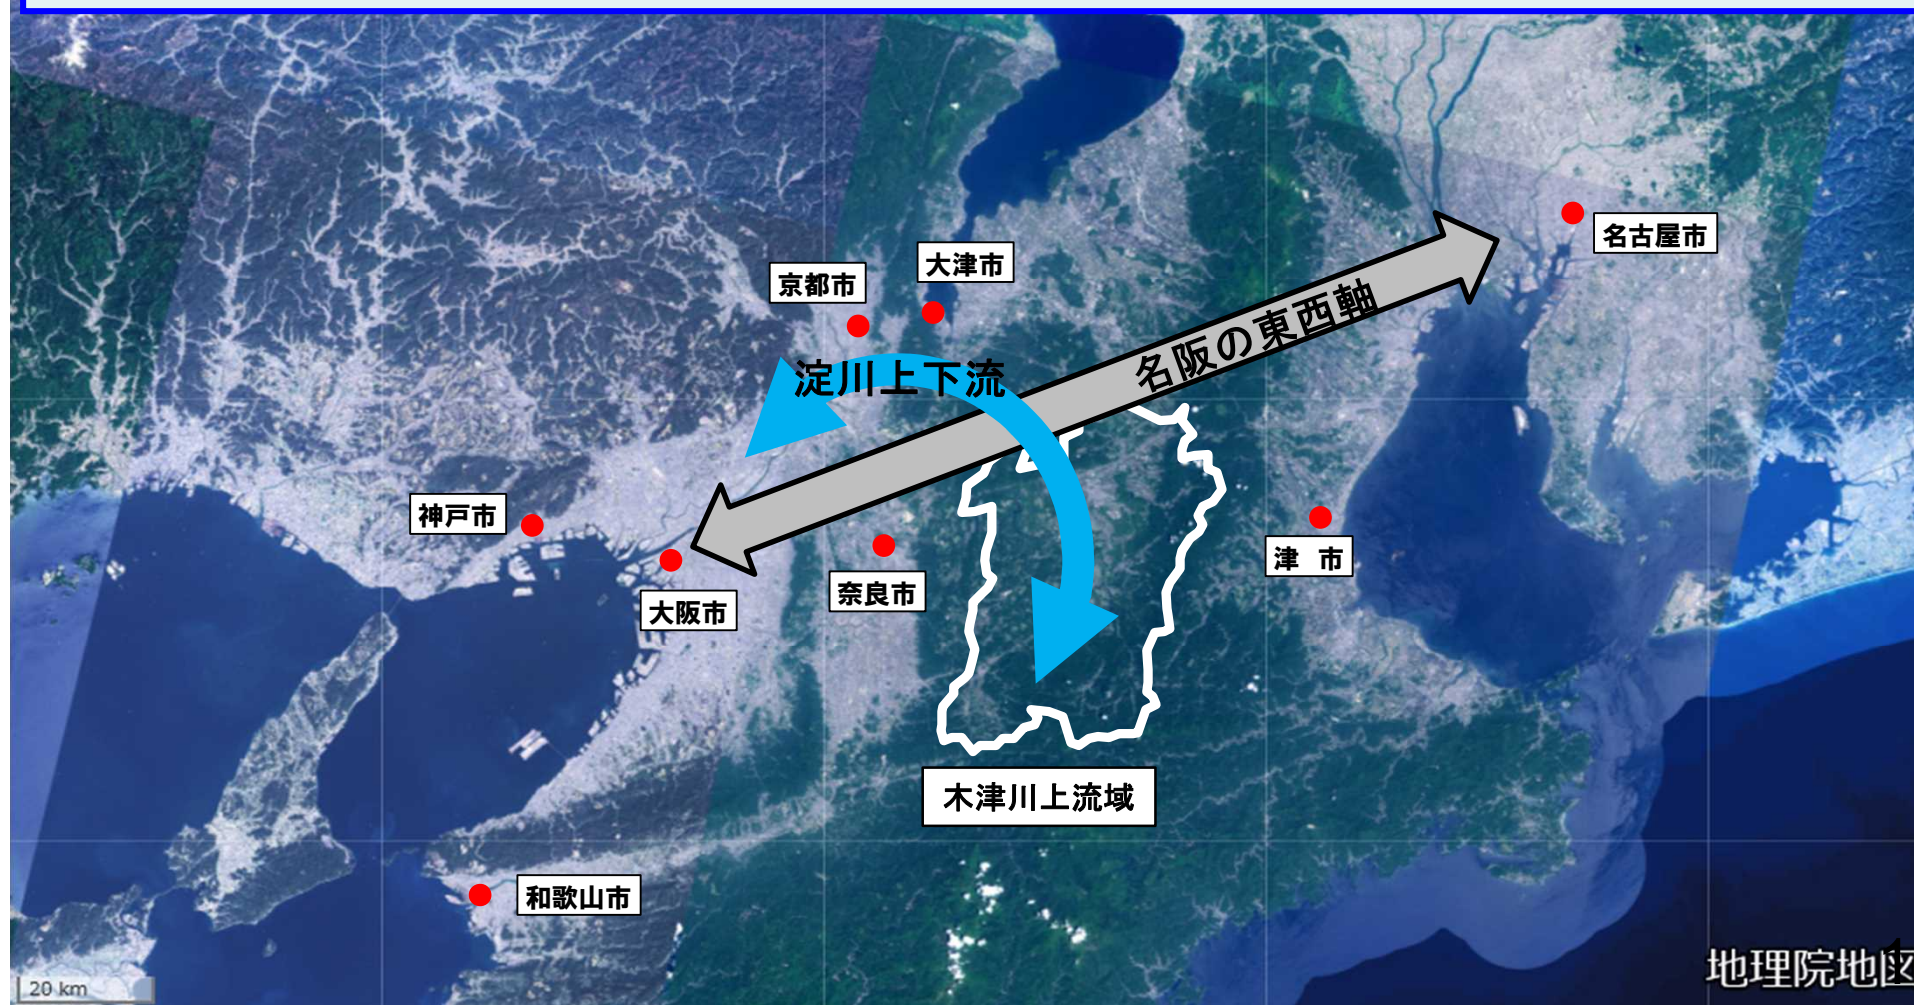 名古屋市
大津市
京都市
名阪の東西軸
淀川上下流
神戸市
津　市
奈良市
大阪市
木津川上流域
和歌山市
地理院地図
20 km
1